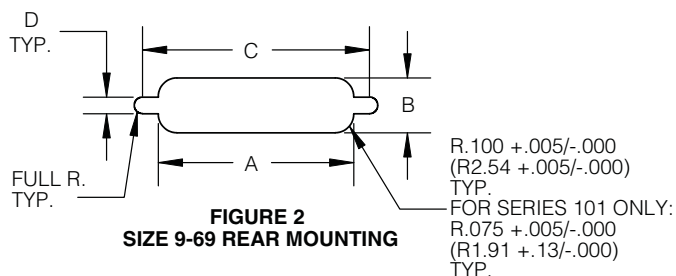 D
TYP.
C
B
A
FULL R.
TYP.
R.100 +.005/-.000
(R2.54 +.005/-.000)
TYP.
FOR SERIES 101 ONLY:
R.075 +.005/-.000
(R1.91 +.13/-.000)
TYP.
FIGURE 2
SIZE 9-69 REAR MOUNTING